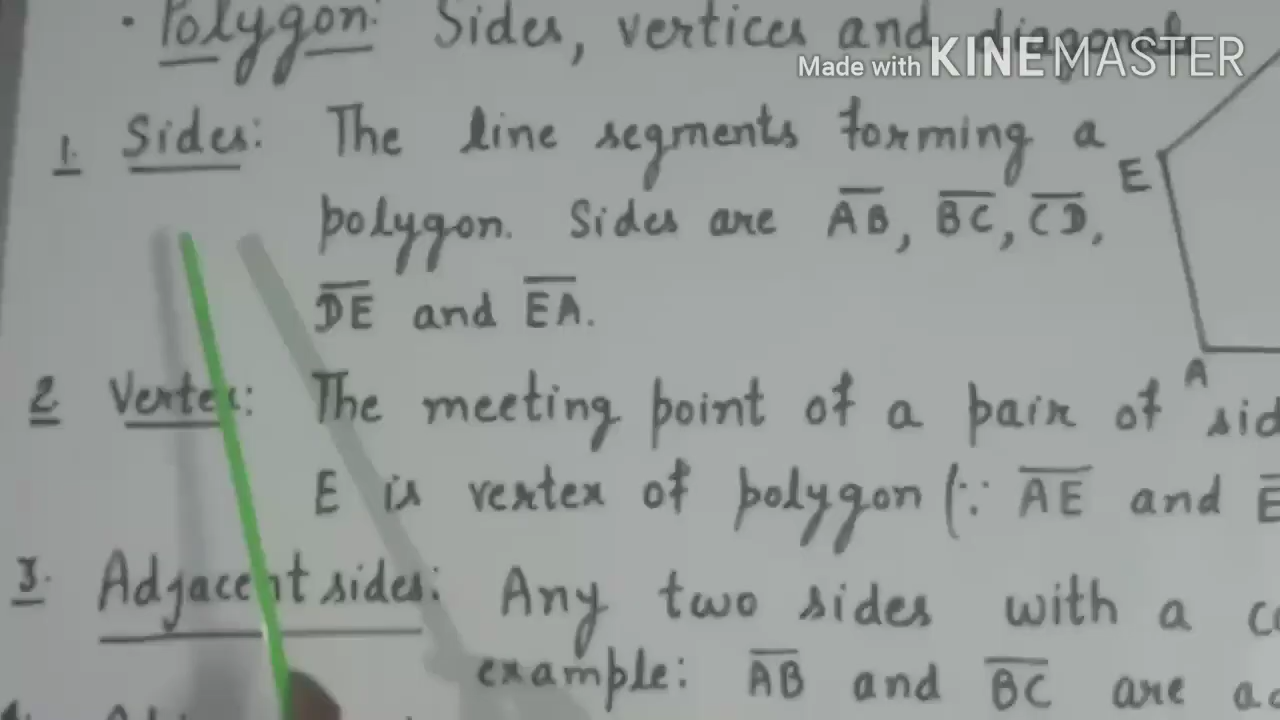 • Polygon: Sides, vertices and diagonals
Made with KINEMASTER
1. Sides: The line segments forming a
polygon. Sides are AB, BC, CD,
DE and EA.
E
A
2. Vertex: The meeting point of a pair of
E is vertex of polygon (∵ AE and
3. Adjacent sides: Any two sides with a
example: AB and BC are